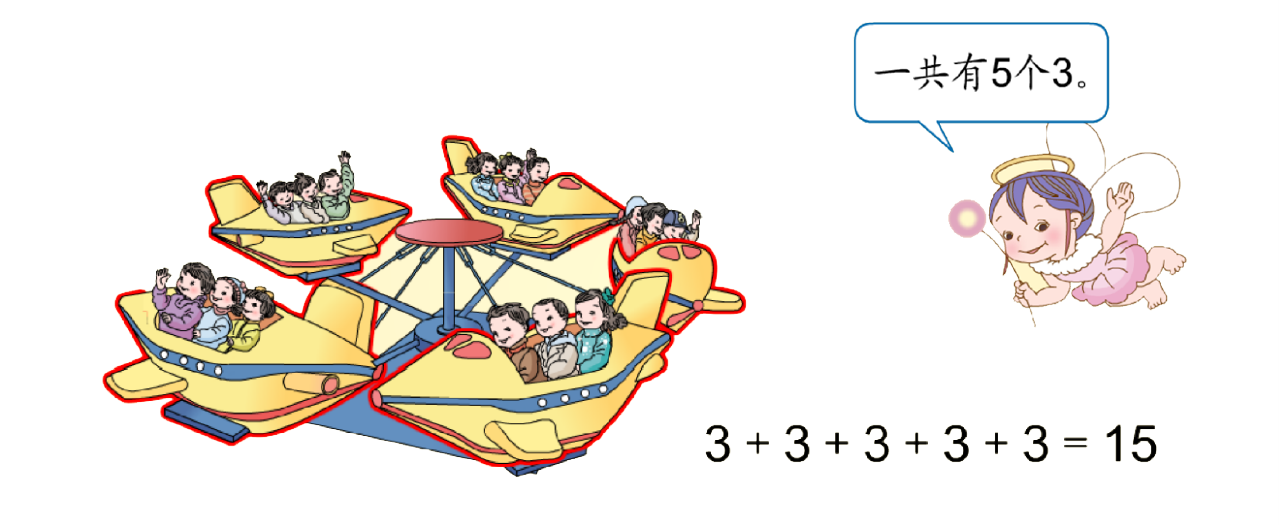 一共有5个3。
3 + 3 + 3 + 3 + 3 = 15